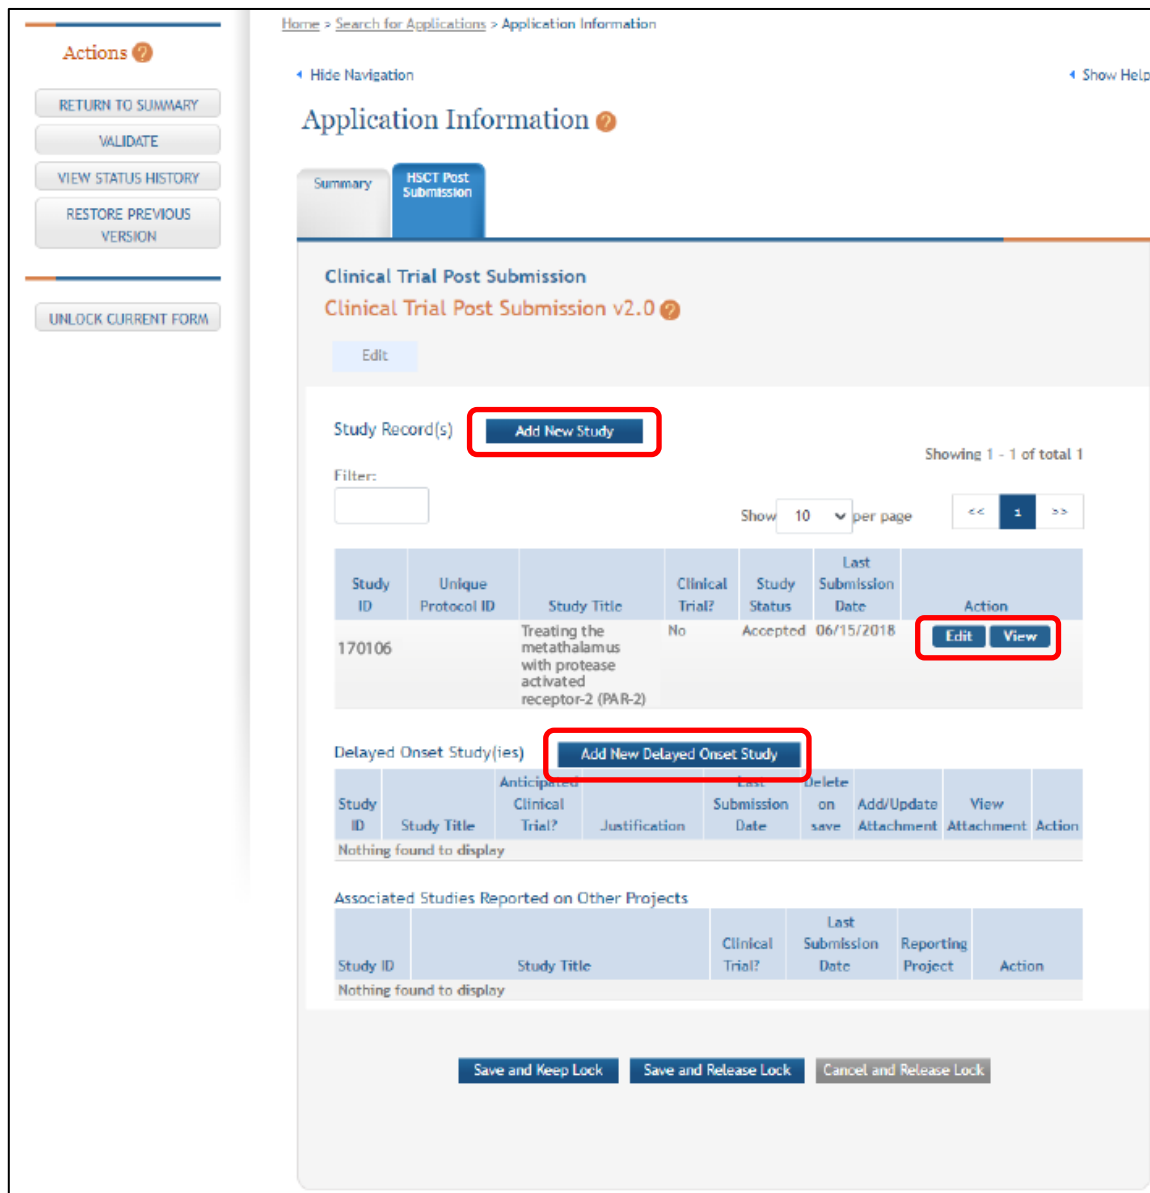 Home > Search for Applications > Application Information
Actions ?
RETURN TO SUMMARY
VALIDATE
VIEW STATUS HISTORY
RESTORE PREVIOUS
VERSION
UNLOCK CURRENT FORM
Hide Navigation
Show Help
Application Information ?
Summary
HSCT Post
Submission
Clinical Trial Post Submission
Clinical Trial Post Submission v2.0 ?
Edit
Study Record(s) Add New Study
Showing 1 - 1 of total 1
Filter:
Show 10 per page << 1 >>
Last
Study Unique Clinical Study Submission
ID Protocol ID Study Title Trial? Status Date Action
170106 Treating the No Accepted 06/15/2018 Edit View
metathalamus
with protease
activated
receptor-2 (PAR-2)
Delayed Onset Study(ies) Add New Delayed Onset Study
Anticipated Last Delete
Study Clinical Submission on Add/Update View
ID Study Title Trial? Justification Date save Attachment Attachment Action
Nothing found to display
Associated Studies Reported on Other Projects
Last
Clinical Submission Reporting
Study ID Study Title Trial? Date Project Action
Nothing found to display
Save and Keep Lock Save and Release Lock Cancel and Release Lock